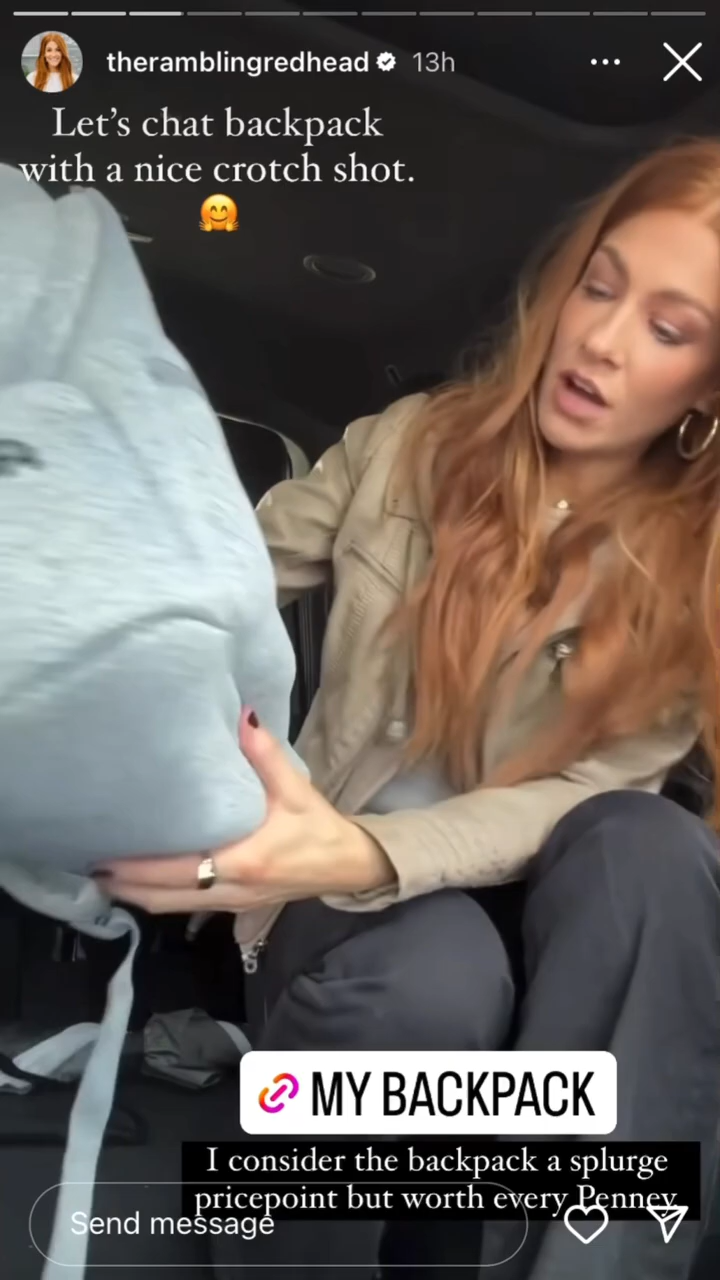 theramblingredhead 13h
Let's chat backpack
with a nice crotch shot.
🤗
MY BACKPACK
I consider the backpack a splurge
pricepoint but worth every Penney
Send message